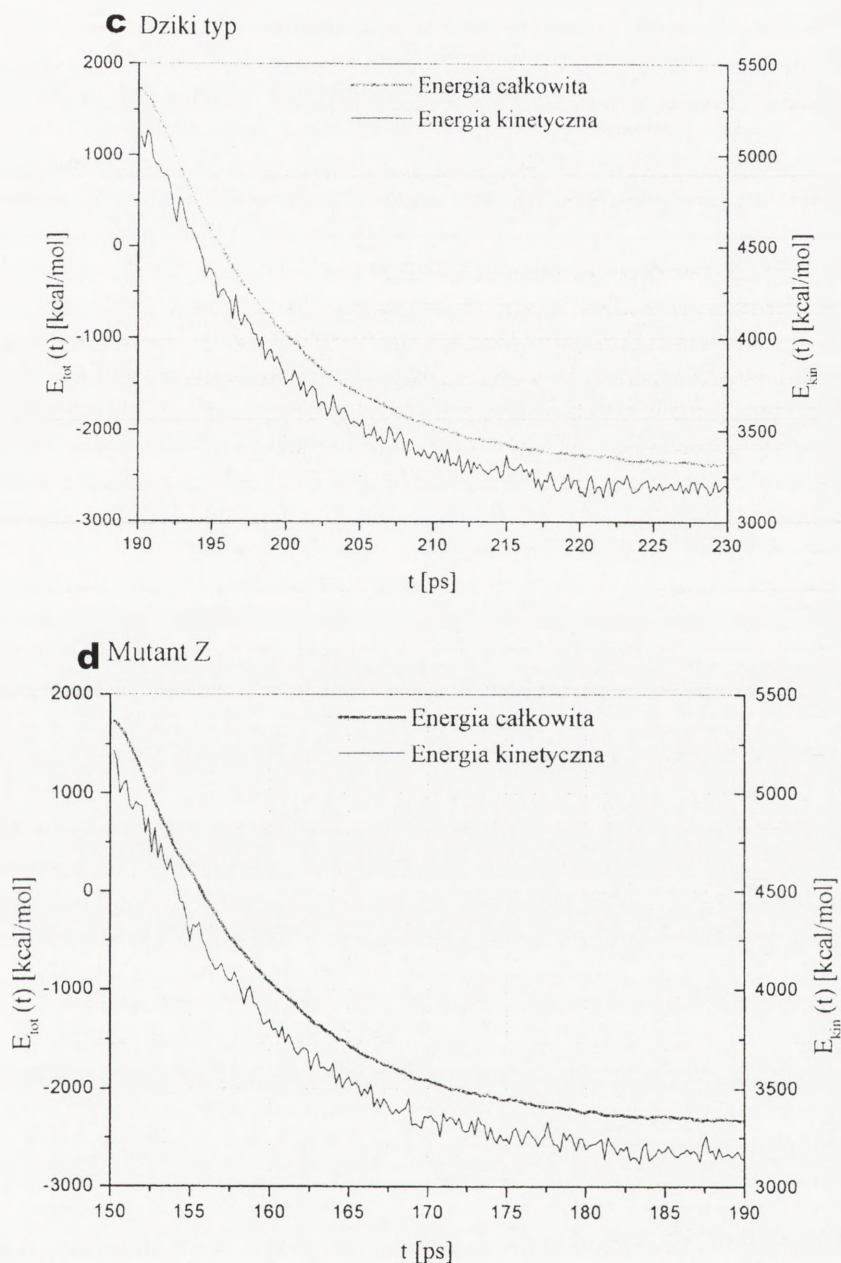 c Dziki typ
Energia całkowita
Energia kinetyczna
2000
1000
0
-1000
-2000
-3000
E_tot (t) [kcal/mol]
5500
5000
4500
4000
3500
3000
E_kin (t) [kcal/mol]
190 195 200 205 210 215 220 225 230
t [ps]
d Mutant Z
Energia całkowita
Energia kinetyczna
2000
1000
0
-1000
-2000
-3000
E_tot (t) [kcal/mol]
5500
5000
4500
4000
3500
3000
E_kin (t) [kcal/mol]
150 155 160 165 170 175 180 185 190
t [ps]